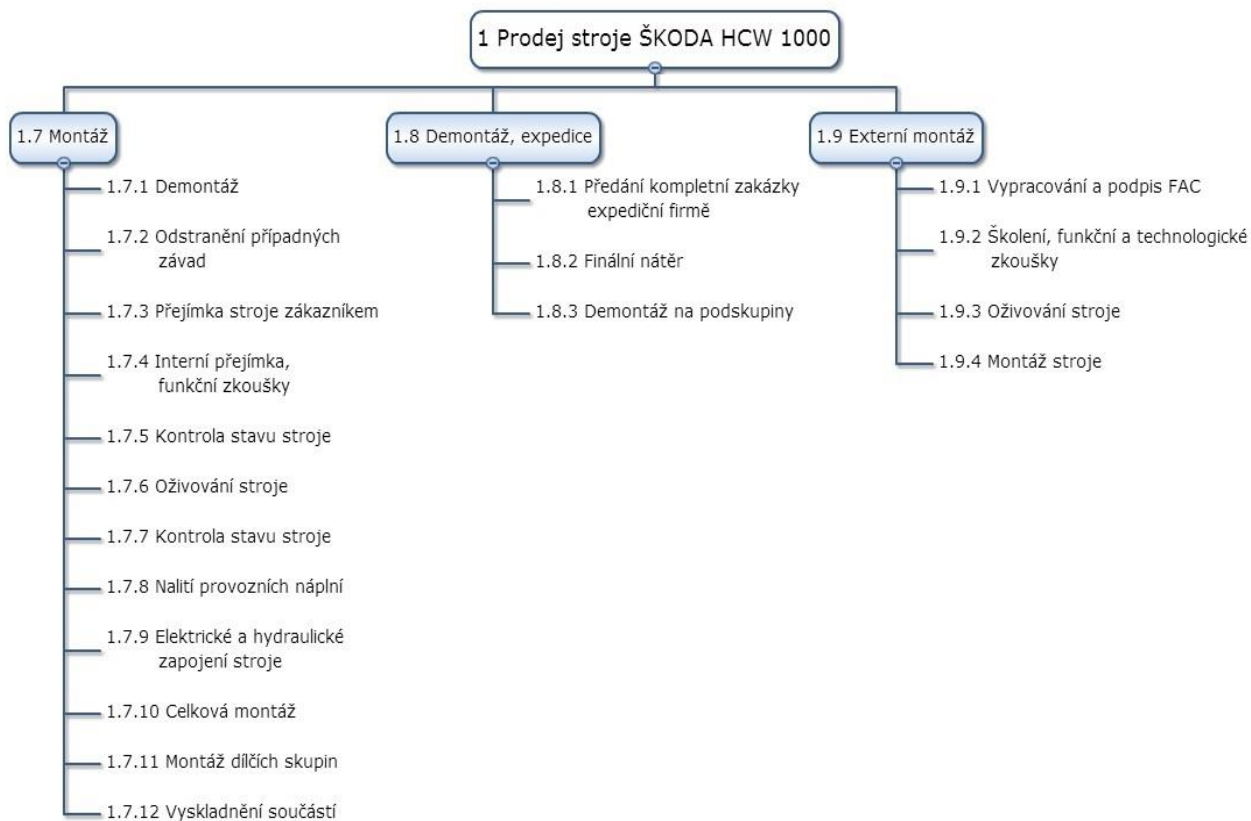 1 Prodej stroje ŠKODA HCW 1000
1.7 Montáž
1.7.1 Demontáž
1.7.2 Odstranění případných
závad
1.7.3 Přejímka stroje zákazníkem
1.7.4 Interní přejímka,
funkční zkoušky
1.7.5 Kontrola stavu stroje
1.7.6 Oživování stroje
1.7.7 Kontrola stavu stroje
1.7.8 Nalití provozních náplní
1.7.9 Elektrické a hydraulické
zapojení stroje
1.7.10 Celková montáž
1.7.11 Montáž dílčích skupin
1.7.12 Vyskladnění součástí
1.8 Demontáž, expedice
1.8.1 Předání kompletní zakázky
expediční firmě
1.8.2 Finální nátěr
1.8.3 Demontáž na podskupiny
1.9 Externí montáž
1.9.1 Vypracování a podpis FAC
1.9.2 Školení, funkční a technologické
zkoušky
1.9.3 Oživování stroje
1.9.4 Montáž stroje